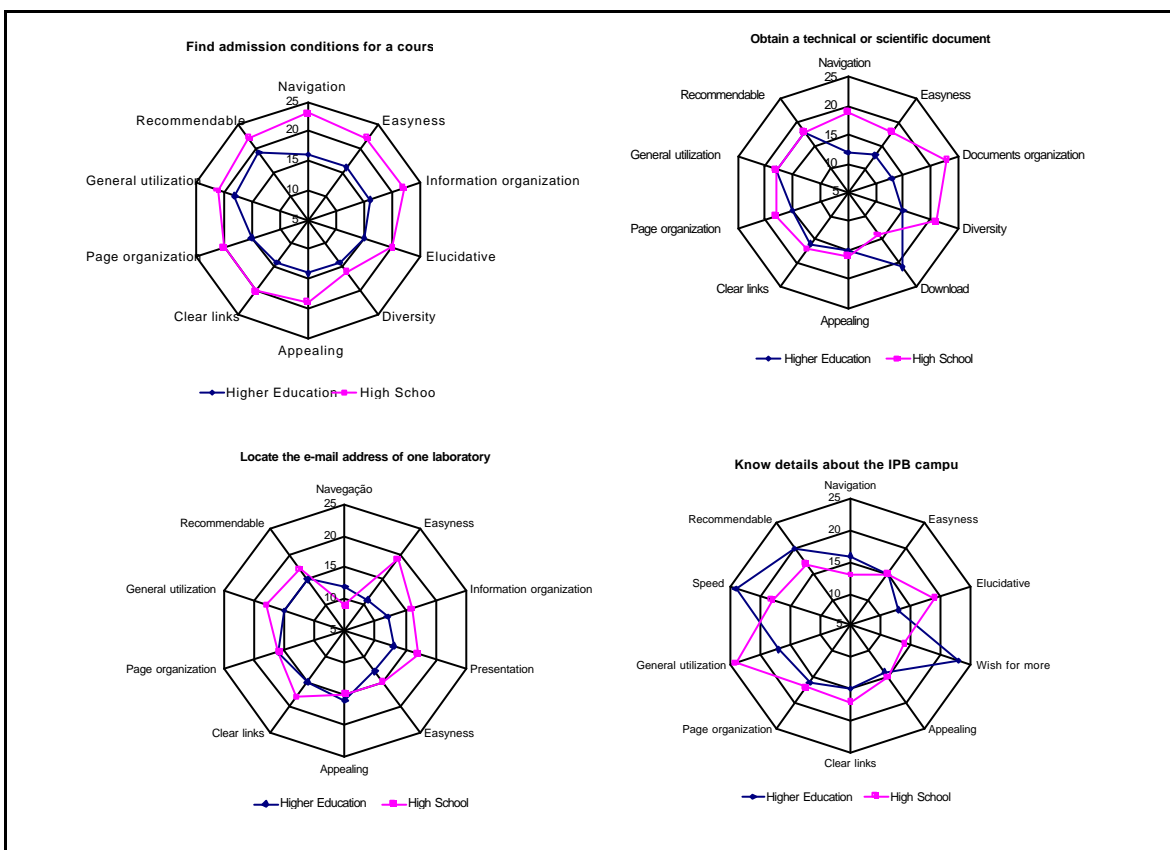 Find admission conditions for a cours
Navigation
25
Recommendable
Easyness
20
15
General utilization
Information organization
10
5
Page organization
Elucidative
Clear links
Diversity
Appealing
Higher Education
High Schoo
Obtain a technical or scientific document
Navigation
25
Recommendable
Easyness
20
15
General utilization
Documents organization
10
5
Page organization
Diversity
Clear links
Download
Appealing
Higher Education
High School
Locate the e-mail address of one laboratory
Navegação
25
Recommendable
Easyness
20
15
General utilization
Information organization
10
5
Page organization
Presentation
Clear links
Easyness
Appealing
Higher Education
High School
Know details about the IPB campu
Navigation
25
Recommendable
Easyness
20
15
Speed
Elucidative
10
5
General utilization
Wish for more
Page organization
Appealing
Clear links
Higher Education
High School